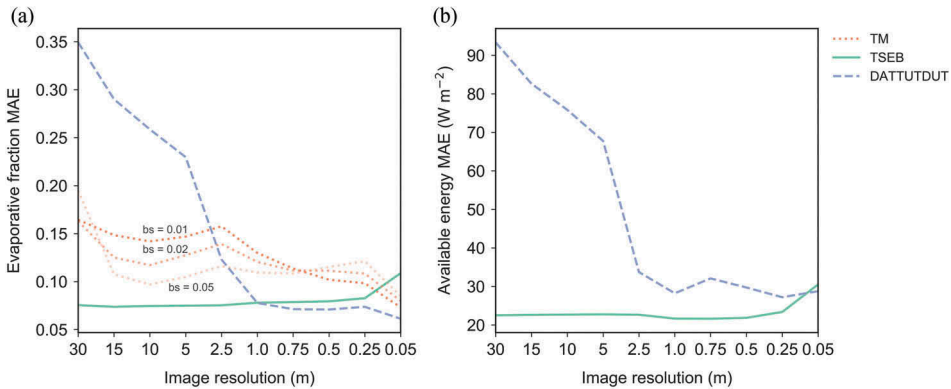 (a)
(b)
0.35
0.30
0.25
0.20
0.15
0.10
0.05
Evaporative fraction MAE
bs = 0.01
bs = 0.02
bs = 0.05
30 15 10 5 2.5 1.0 0.75 0.5 0.25 0.05
Image resolution (m)
90
80
70
60
50
40
30
20
Available energy MAE (W m⁻²)
30 15 10 5 2.5 1.0 0.75 0.5 0.25 0.05
Image resolution (m)
TM
TSEB
DATTUTDUT